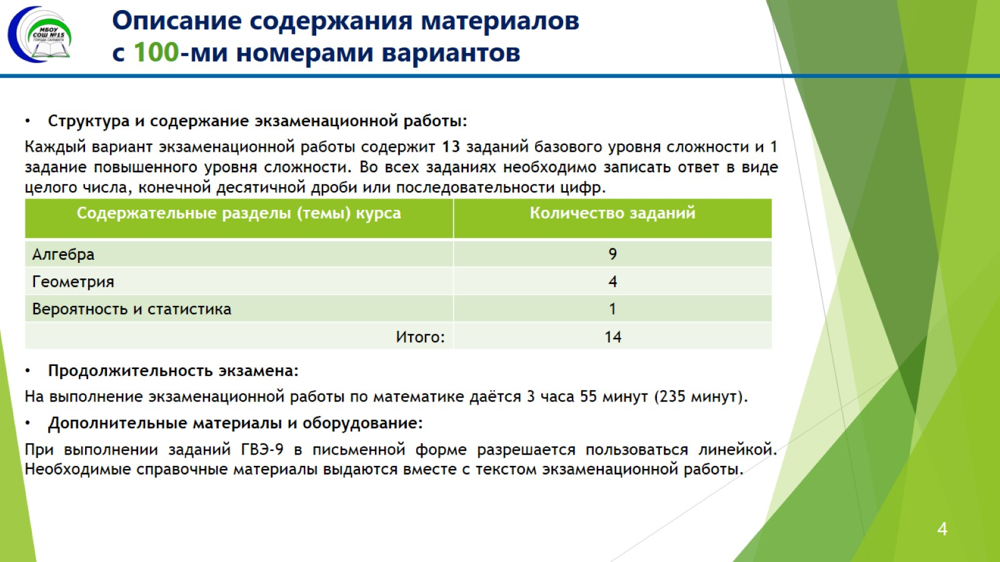 МБОУ
СОШ №15
ГОРОДА САЛАВАТА
Описание содержания материалов
с 100-ми номерами вариантов
• Структура и содержание экзаменационной работы:
Каждый вариант экзаменационной работы содержит 13 заданий базового уровня сложности и 1
задание повышенного уровня сложности. Во всех заданиях необходимо записать ответ в виде
целого числа, конечной десятичной дроби или последовательности цифр.
Содержательные разделы (темы) курса Количество заданий
Алгебра 9
Геометрия 4
Вероятность и статистика 1
Итого: 14
• Продолжительность экзамена:
На выполнение экзаменационной работы по математике даётся 3 часа 55 минут (235 минут).
• Дополнительные материалы и оборудование:
При выполнении заданий ГВЭ-9 в письменной форме разрешается пользоваться линейкой.
Необходимые справочные материалы выдаются вместе с текстом экзаменационной работы.
4